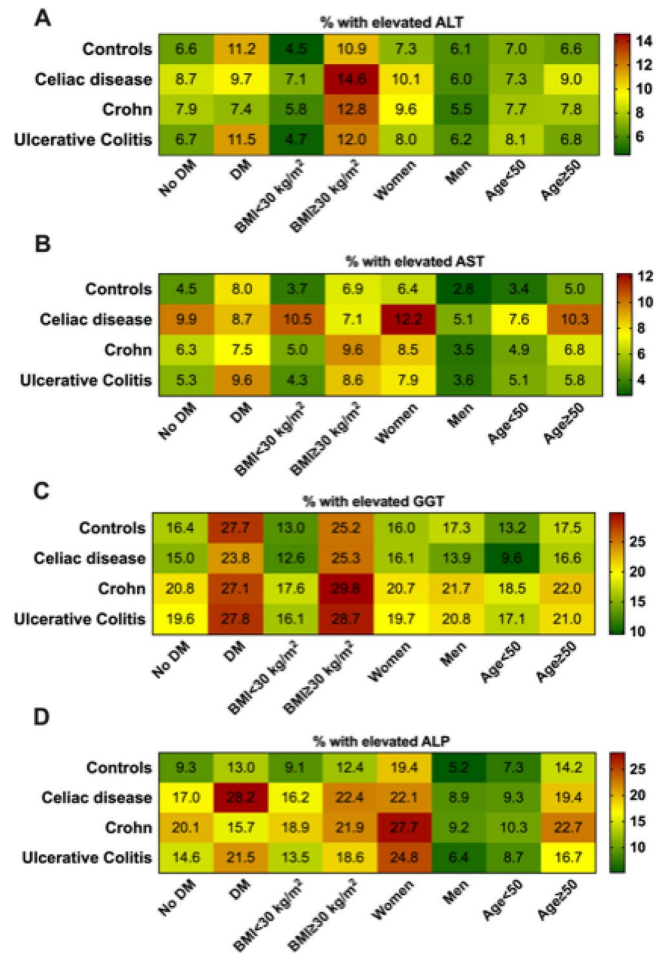 A
% with elevated ALT
Controls 6.6 11.2 4.5 10.9 7.3 6.1 7.0 6.6
Celiac disease 8.7 9.7 7.1 14.6 10.1 6.0 7.3 9.0
Crohn 7.9 7.4 5.8 12.8 9.6 5.5 7.7 7.8
Ulcerative Colitis 6.7 11.5 4.7 12.0 8.0 6.2 8.1 6.8
No DM DM BMI<30 kg/m² BMI≥30 kg/m² Women Men Age<50 Age≥50
14
12
10
8
6
B
% with elevated AST
Controls 4.5 8.0 3.7 6.9 6.4 2.8 3.4 5.0
Celiac disease 9.9 8.7 10.5 7.1 12.2 5.1 7.6 10.3
Crohn 6.3 7.5 5.0 9.6 8.5 3.5 4.9 6.8
Ulcerative Colitis 5.3 9.6 4.3 8.6 7.9 3.6 5.1 5.8
No DM DM BMI<30 kg/m² BMI≥30 kg/m² Women Men Age<50 Age≥50
12
10
8
6
4
C
% with elevated GGT
Controls 16.4 27.7 13.0 25.2 16.0 17.3 13.2 17.5
Celiac disease 15.0 23.8 12.6 25.3 16.1 13.9 9.6 16.6
Crohn 20.8 27.1 17.6 29.8 20.7 21.7 18.5 22.0
Ulcerative Colitis 19.6 27.8 16.1 28.7 19.7 20.8 17.1 21.0
No DM DM BMI<30 kg/m² BMI≥30 kg/m² Women Men Age<50 Age≥50
25
20
15
10
D
% with elevated ALP
Controls 9.3 13.0 9.1 12.4 19.4 5.2 7.3 14.2
Celiac disease 17.0 28.2 16.2 22.4 22.1 8.9 9.3 19.4
Crohn 20.1 15.7 18.9 21.9 27.7 9.2 10.3 22.7
Ulcerative Colitis 14.6 21.5 13.5 18.6 24.8 6.4 8.7 16.7
No DM DM BMI<30 kg/m² BMI≥30 kg/m² Women Men Age<50 Age≥50
25
20
15
10